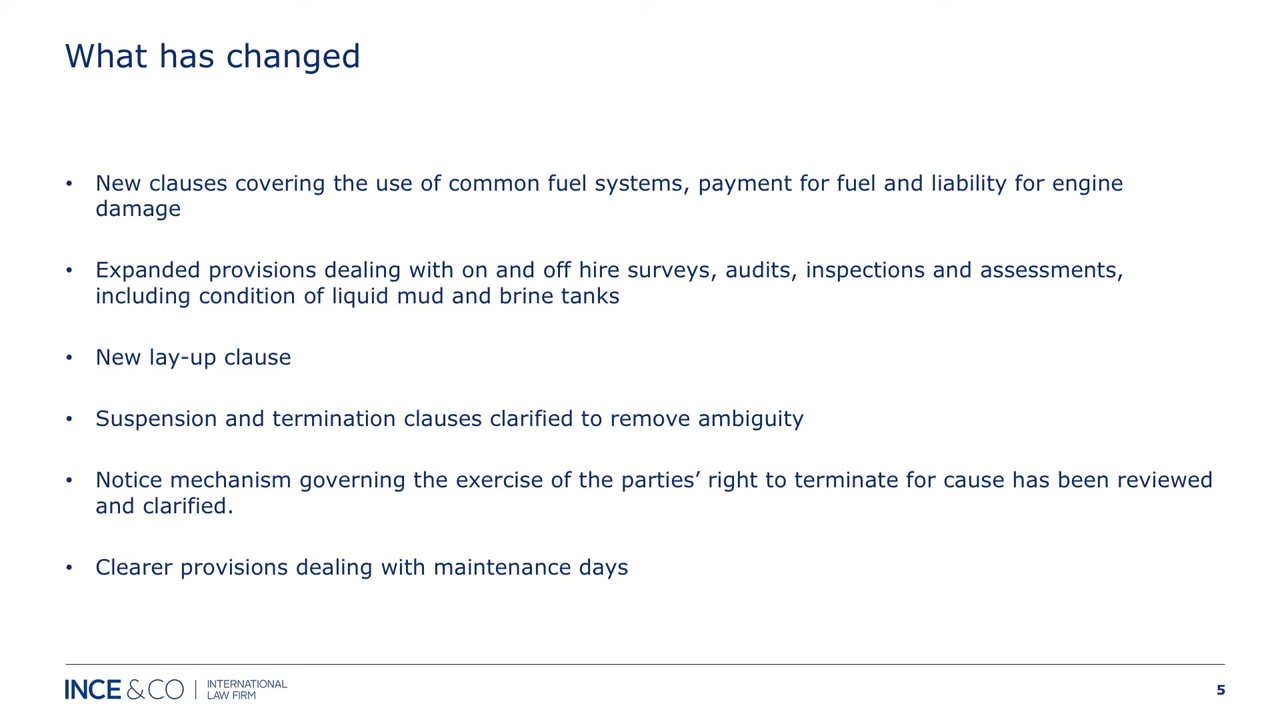 What has changed
• New clauses covering the use of common fuel systems, payment for fuel and liability for engine
damage
• Expanded provisions dealing with on and off hire surveys, audits, inspections and assessments,
including condition of liquid mud and brine tanks
• New lay-up clause
• Suspension and termination clauses clarified to remove ambiguity
• Notice mechanism governing the exercise of the parties’ right to terminate for cause has been reviewed
and clarified.
• Clearer provisions dealing with maintenance days
INCE & CO | INTERNATIONAL
LAW FIRM
5